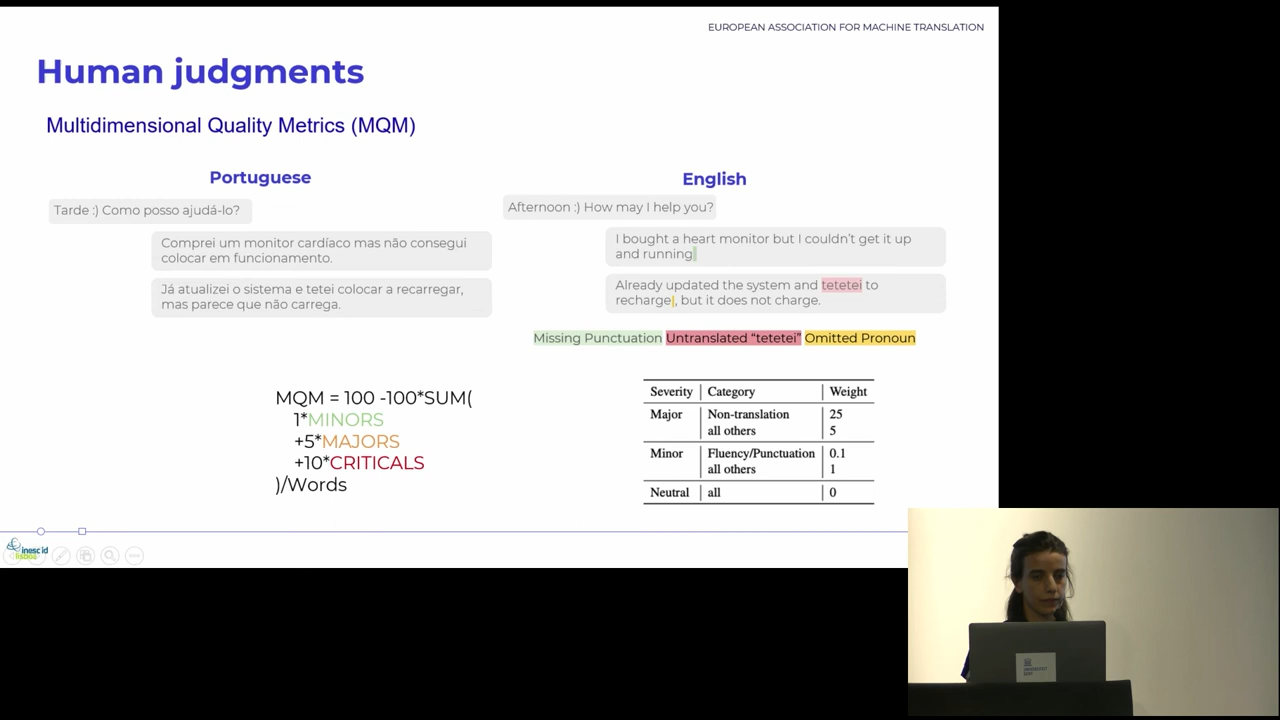 EUROPEAN ASSOCIATION FOR MACHINE TRANSLATION
Human judgments
Multidimensional Quality Metrics (MQM)
Portuguese
Tarde :) Como posso ajudá-lo?
Comprei um monitor cardíaco mas não consegui
colocar em funcionamento.
Já atualizei o sistema e tetei colocar a recarregar,
mas parece que não carrega.
English
Afternoon :) How may I help you?
I bought a heart monitor but I couldn't get it up
and running
Already updated the system and tetetei to
recharge , but it does not charge.
Missing Punctuation Untranslated "tetetei" Omitted Pronoun
MQM = 100 -100*SUM(
1*MINORS
+5*MAJORS
+10*CRITICALS
)/Words
Severity Category Weight
Major Non-translation 25
all others 5
Minor Fluency/Punctuation 0.1
all others 1
Neutral all 0
inesc id
lisboa